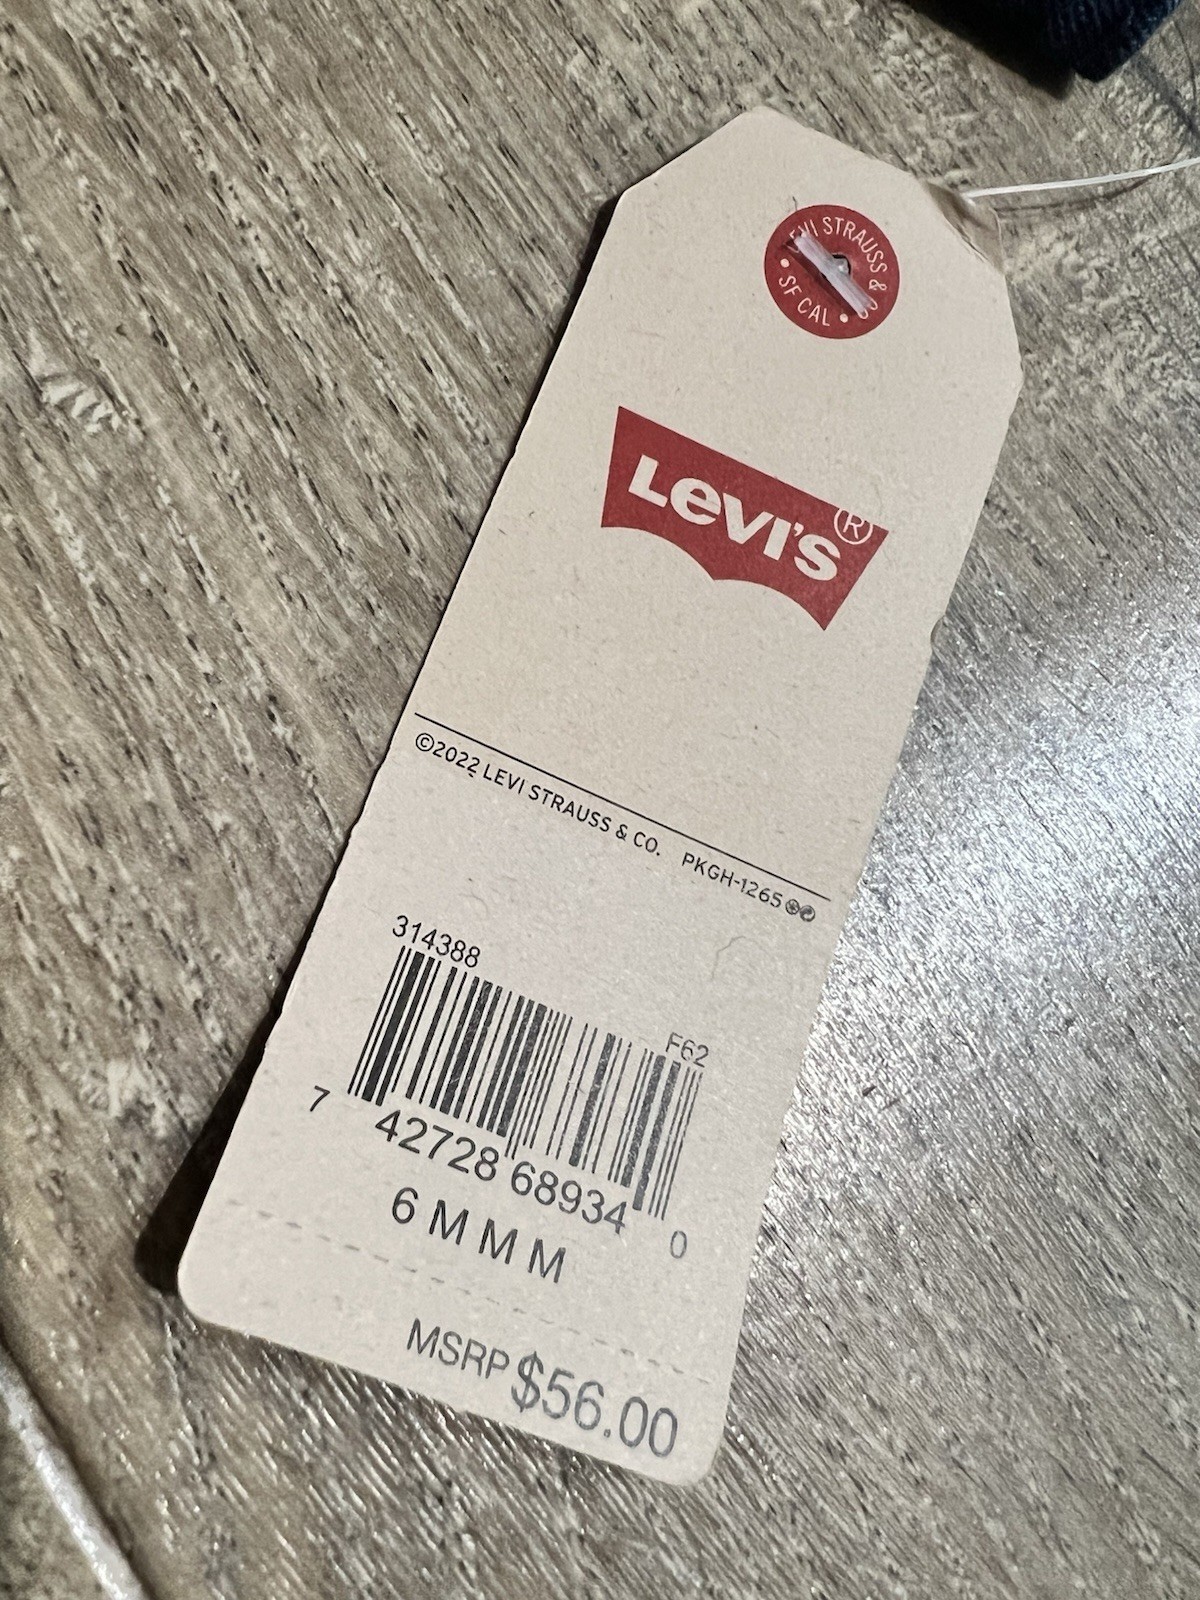 LEVI STRAUSS & CO
• SF CAL •
Levi's®
©2022 LEVI STRAUSS & CO. PKGH-1265
314388
F62
7 42728 68934 0
6 M M M
MSRP $56.00